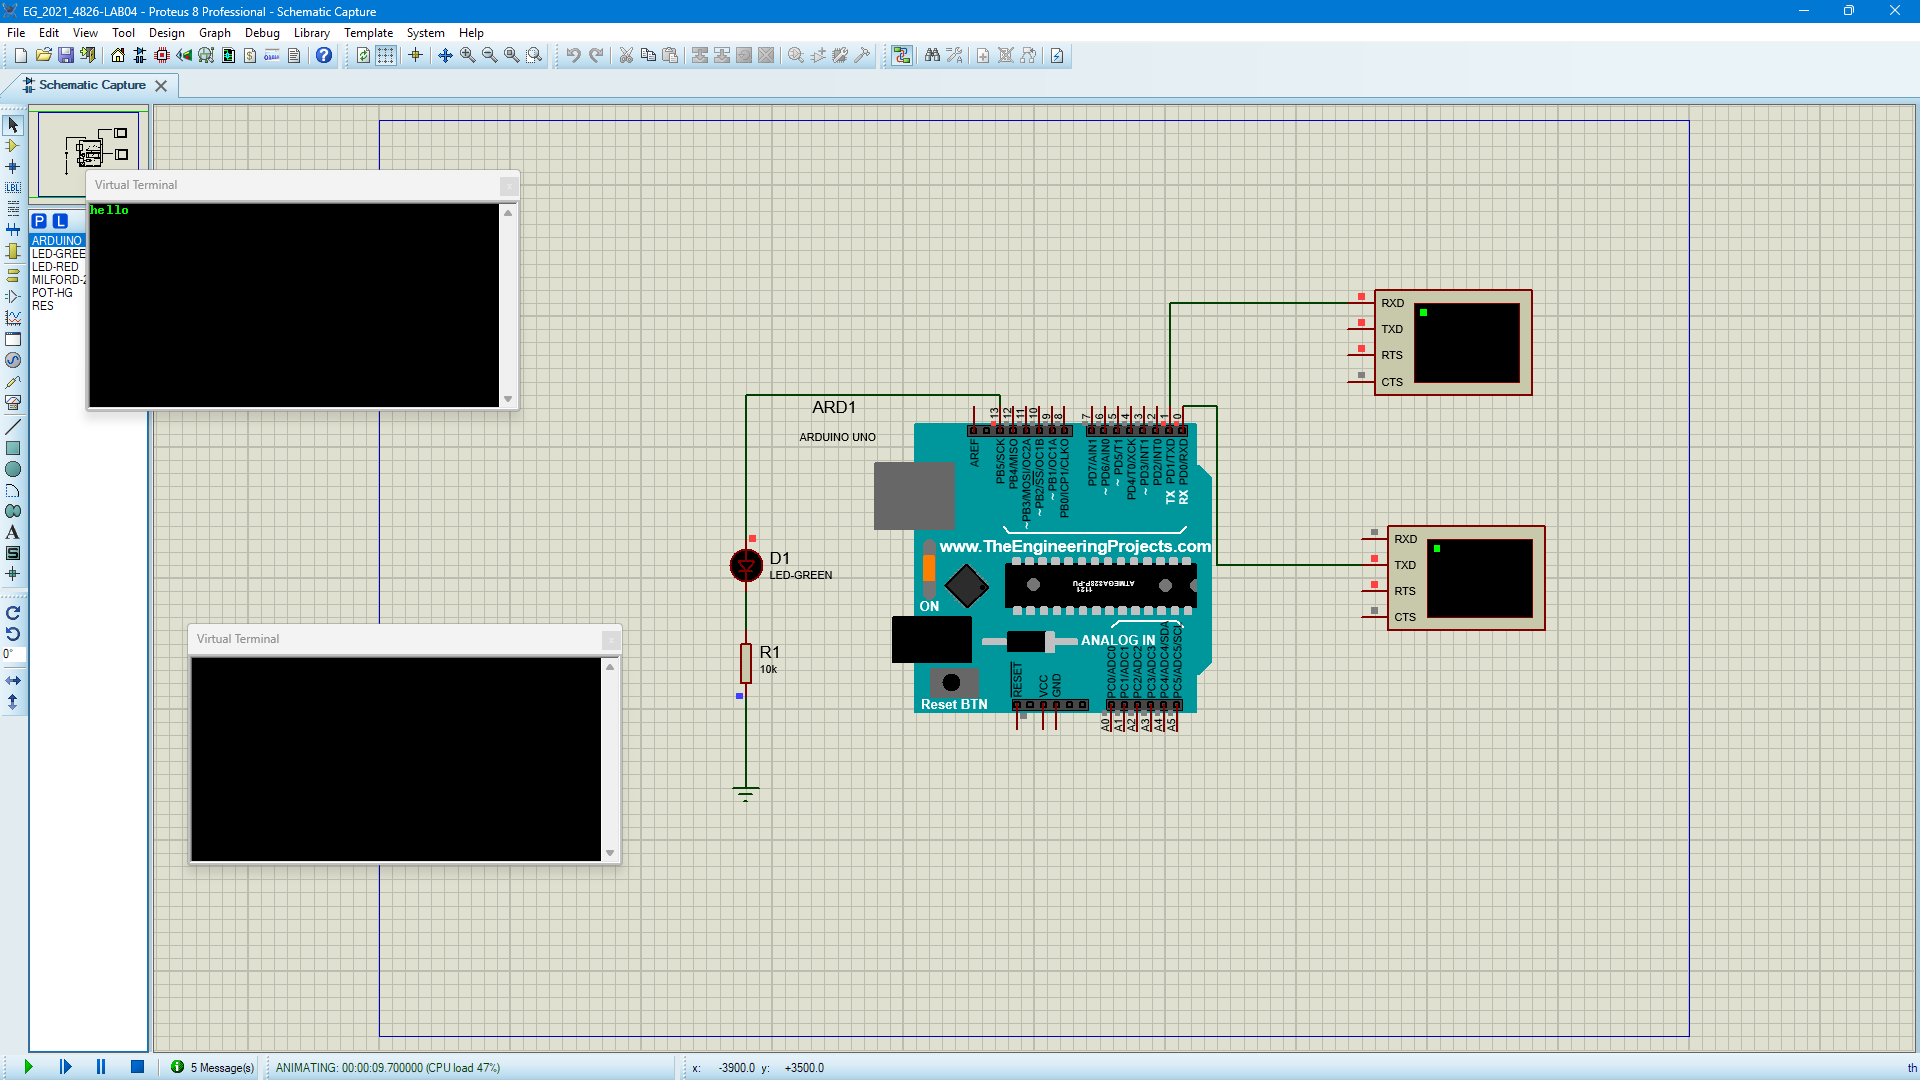 EG_2021_4826-LAB04 - Proteus 8 Professional - Schematic Capture
File Edit View Tool Design Graph Debug Library Template System Help
Schematic Capture
Virtual Terminal
hello
P L
ARDUINO
LED-GREE
LED-RED
MILFORD-2
POT-HG
RES
LBL
A
S
0°
Virtual Terminal
ARD1
ARDUINO UNO
AREF
13
12
11
10
9
8
7
6
5
4
3
2
1
0
PB5/SCK
PB4/MISO
~PB3/MOSI/OC2A
~PB2/SS/OC1B
~PB1/OC1A
PB0/ICP1/CLKO
PD7/AIN1
~PD6/AIN0
~PD5/T1
PD4/T0/XCK
~PD3/INT1
PD2/INT0
PD1/TXD
PD0/RXD
TX
RX
www.TheEngineeringProjects.com
ATMEGA328P-PU
1121
ON
ANALOG IN
RESET
VCC
GND
PC0/ADC0
PC1/ADC1
PC2/ADC2
PC3/ADC3
PC4/ADC4/SDA
PC5/ADC5/SCL
Reset BTN
A0
A1
A2
A3
A4
A5
D1
LED-GREEN
R1
10k
RXD
TXD
RTS
CTS
RXD
TXD
RTS
CTS
5 Message(s) ANIMATING: 00:00:09.700000 (CPU load 47%) x: -3900.0 y: +3500.0 th